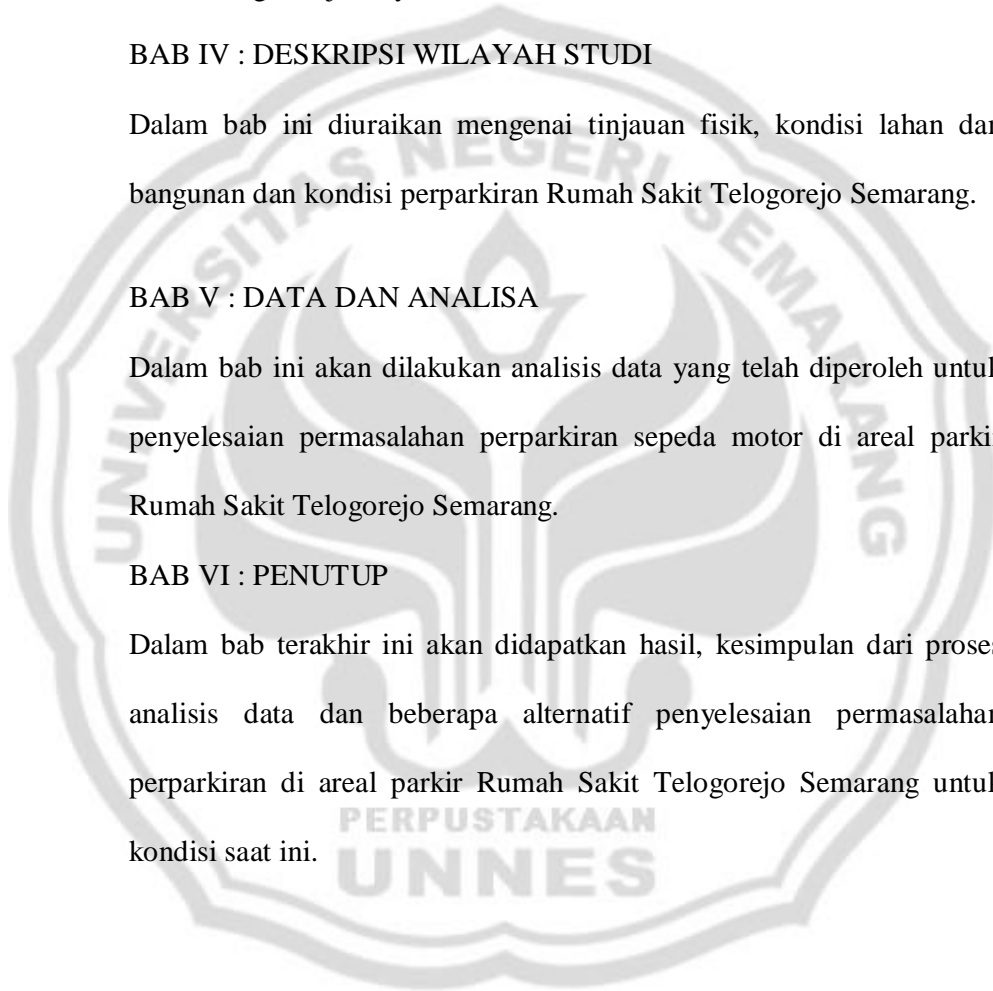 BAB IV : DESKRIPSI WILAYAH STUDI
Dalam bab ini diuraikan mengenai tinjauan fisik, kondisi lahan dan
bangunan dan kondisi perparkiran Rumah Sakit Telogorejo Semarang.
BAB V : DATA DAN ANALISA
Dalam bab ini akan dilakukan analisis data yang telah diperoleh untuk
penyelesaian permasalahan perparkiran sepeda motor di areal parkir
Rumah Sakit Telogorejo Semarang.
BAB VI : PENUTUP
Dalam bab terakhir ini akan didapatkan hasil, kesimpulan dari proses
analisis data dan beberapa alternatif penyelesaian permasalahan
perparkiran di areal parkir Rumah Sakit Telogorejo Semarang untuk
kondisi saat ini.
UNIVERSITAS NEGERI SEMARANG
PERPUSTAKAAN
UNNES